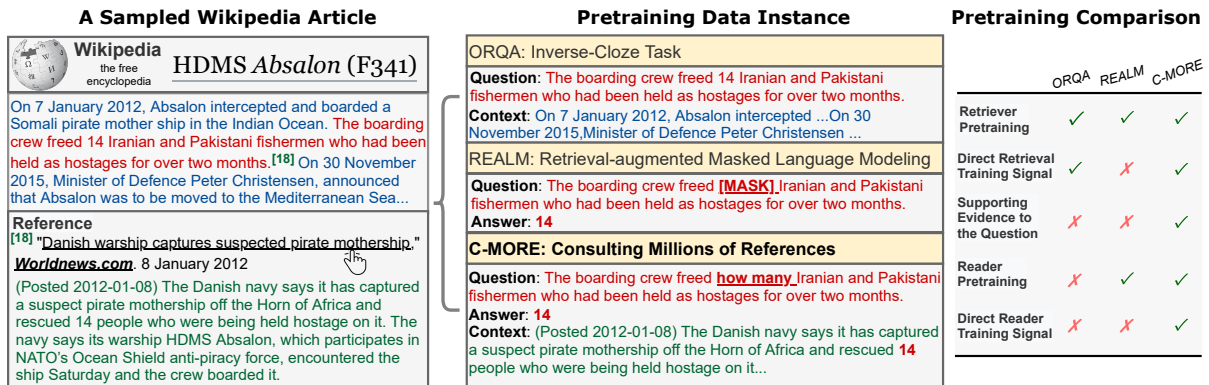 A Sampled Wikipedia Article
Wikipedia
the free
encyclopedia
HDMS Absalon (F341)
On 7 January 2012, Absalon intercepted and boarded a
Somali pirate mother ship in the Indian Ocean. The boarding
crew freed 14 Iranian and Pakistani fishermen who had been
held as hostages for over two months.[18] On 30 November
2015, Minister of Defence Peter Christensen, announced
that Absalon was to be moved to the Mediterranean Sea...
Reference
[18] "Danish warship captures suspected pirate mothership,"
Worldnews.com. 8 January 2012
(Posted 2012-01-08) The Danish navy says it has captured
a suspect pirate mothership off the Horn of Africa and
rescued 14 people who were being held hostage on it. The
navy says its warship HDMS Absalon, which participates in
NATO's Ocean Shield anti-piracy force, encountered the
ship Saturday and the crew boarded it.
Pretraining Data Instance
ORQA: Inverse-Cloze Task
Question: The boarding crew freed 14 Iranian and Pakistani
fishermen who had been held as hostages for over two months.
Context: On 7 January 2012, Absalon intercepted ...On 30
November 2015,Minister of Defence Peter Christensen ...
REALM: Retrieval-augmented Masked Language Modeling
Question: The boarding crew freed [MASK] Iranian and Pakistani
fishermen who had been held as hostages for over two months.
Answer: 14
C-MORE: Consulting Millions of References
Question: The boarding crew freed how many Iranian and Pakistani
fishermen who had been held as hostages for over two months.
Answer: 14
Context: (Posted 2012-01-08) The Danish navy says it has captured
a suspect pirate mothership off the Horn of Africa and rescued 14
people who were being held hostage on it...
Pretraining Comparison
ORQA REALM C-MORE
Retriever
Pretraining ✓ ✓ ✓
Direct Retrieval
Training Signal ✓ ✗ ✓
Supporting
Evidence to
the Question ✗ ✗ ✓
Reader
Pretraining ✗ ✓ ✓
Direct Reader
Training Signal ✗ ✗ ✓